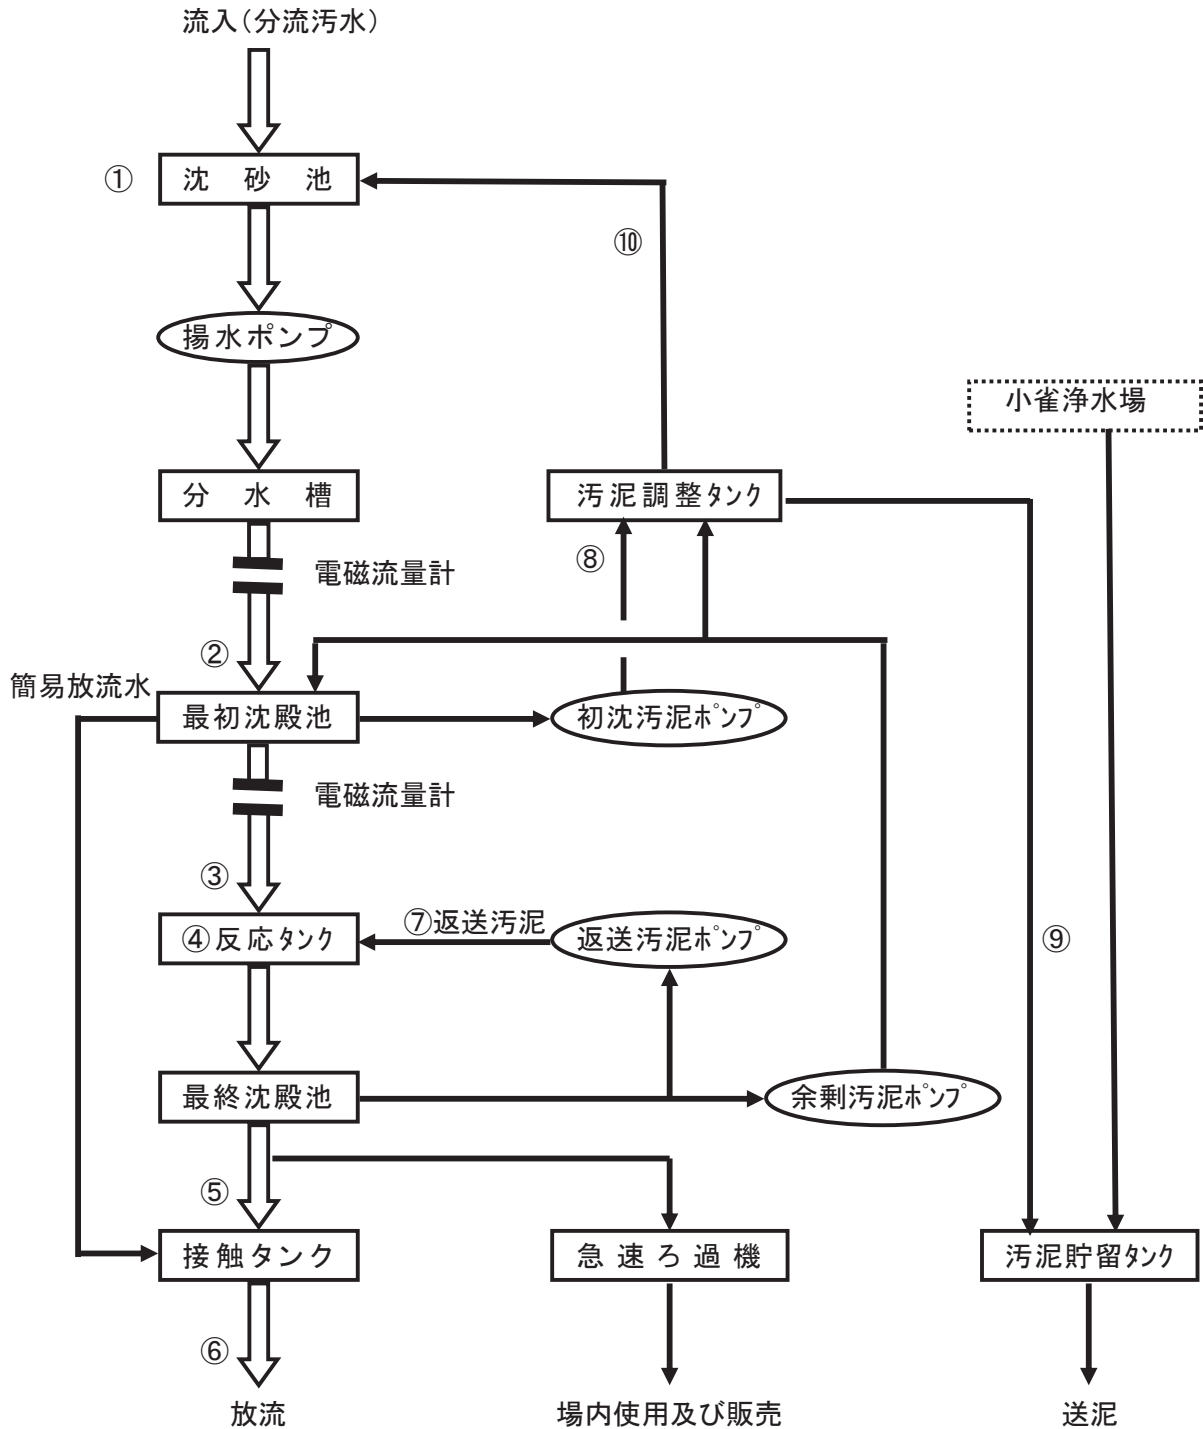 流入（分流汚水）
①
沈砂池
⑩
揚水ポンプ
小雀浄水場
分水槽
汚泥調整ﾀﾝｸ
⑧
電磁流量計
②
簡易放流水
最初沈殿池
初沈汚泥ﾎﾟﾝﾌﾟ
電磁流量計
③
⑦返送汚泥
④反応ﾀﾝｸ
返送汚泥ﾎﾟﾝﾌﾟ
⑨
最終沈殿池
余剰汚泥ﾎﾟﾝﾌﾟ
⑤
接触タンク
急速ろ過機
汚泥貯留ﾀﾝｸ
⑥
放流
場内使用及び販売
送泥